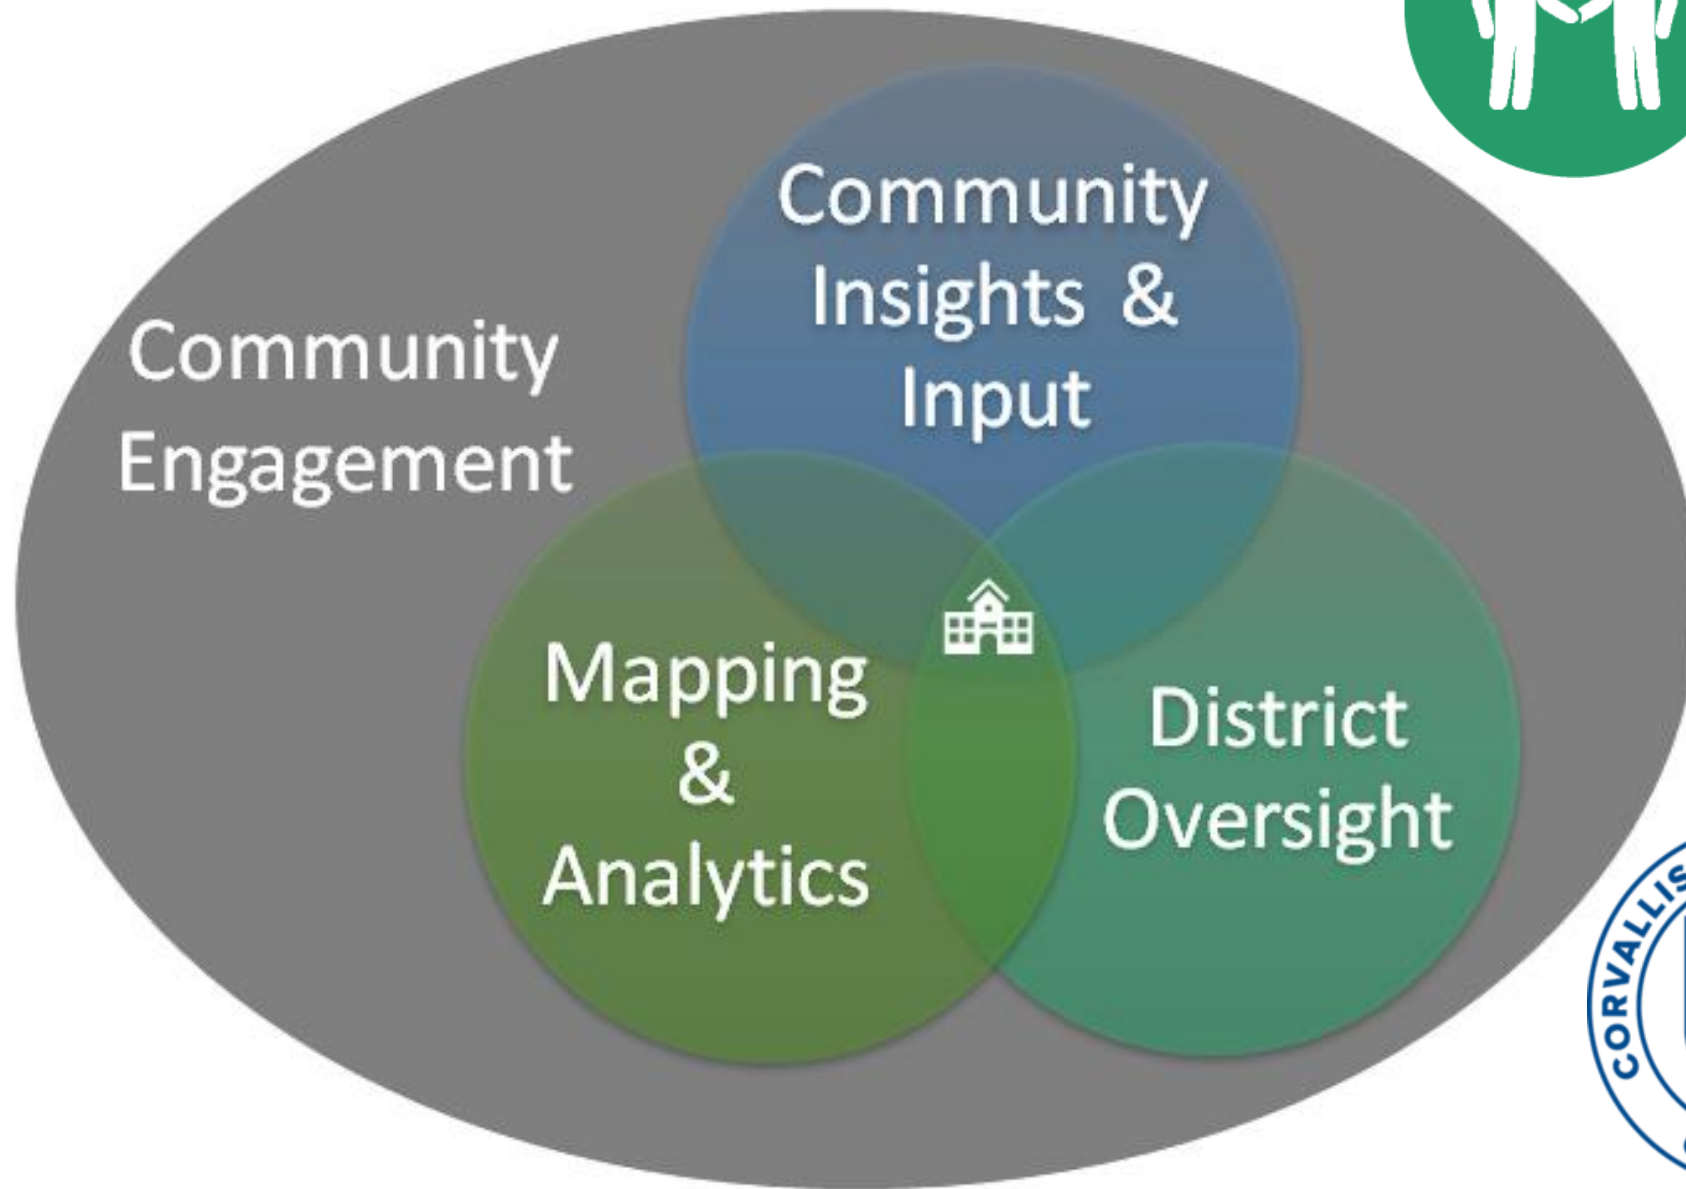 Community
Engagement
Community
Insights &
Input
Mapping
&
Analytics
District
Oversight
CORVALLIS